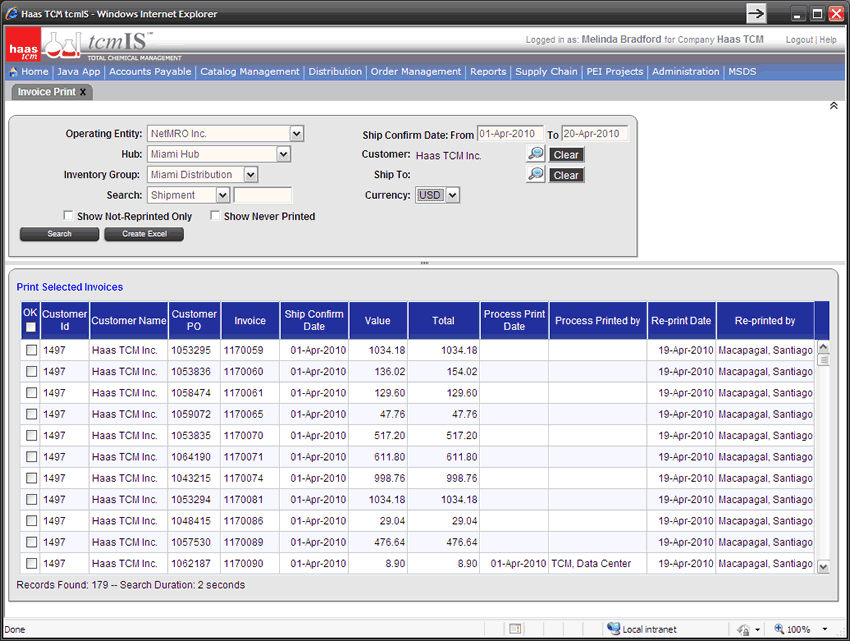 Haas TCM tcmIS - Windows Internet Explorer
haas tcm
tcmIS™
TOTAL CHEMICAL MANAGEMENT
Logged in as: Melinda Bradford for Company Haas TCM Logout | Help
Home | Java App | Accounts Payable | Catalog Management | Distribution | Order Management | Reports | Supply Chain | PEI Projects | Administration | MSDS
Invoice Print X
Operating Entity: NetMRO Inc. Ship Confirm Date: From 01-Apr-2010 To 20-Apr-2010
Hub: Miami Hub Customer: Haas TCM Inc. Clear
Inventory Group: Miami Distribution Ship To: Clear
Search: Shipment Currency: USD
Show Not-Reprinted Only Show Never Printed
Search Create Excel
Print Selected Invoices
OK Customer Id Customer Name Customer PO Invoice Ship Confirm Date Value Total Process Print Date Process Printed by Re-print Date Re-printed by
1497 Haas TCM Inc. 1053295 1170059 01-Apr-2010 1034.18 1034.18 19-Apr-2010 Macapagal, Santiago
1497 Haas TCM Inc. 1053836 1170060 01-Apr-2010 136.02 154.02 19-Apr-2010 Macapagal, Santiago
1497 Haas TCM Inc. 1058474 1170061 01-Apr-2010 129.60 129.60 19-Apr-2010 Macapagal, Santiago
1497 Haas TCM Inc. 1059072 1170065 01-Apr-2010 47.76 47.76 19-Apr-2010 Macapagal, Santiago
1497 Haas TCM Inc. 1053835 1170070 01-Apr-2010 517.20 517.20 19-Apr-2010 Macapagal, Santiago
1497 Haas TCM Inc. 1064190 1170071 01-Apr-2010 611.80 611.80 19-Apr-2010 Macapagal, Santiago
1497 Haas TCM Inc. 1043215 1170074 01-Apr-2010 998.76 998.76 19-Apr-2010 Macapagal, Santiago
1497 Haas TCM Inc. 1053294 1170081 01-Apr-2010 1034.18 1034.18 19-Apr-2010 Macapagal, Santiago
1497 Haas TCM Inc. 1048415 1170086 01-Apr-2010 29.04 29.04 19-Apr-2010 Macapagal, Santiago
1497 Haas TCM Inc. 1057530 1170089 01-Apr-2010 476.64 476.64 19-Apr-2010 Macapagal, Santiago
1497 Haas TCM Inc. 1062187 1170090 01-Apr-2010 8.90 8.90 01-Apr-2010 TCM, Data Center 19-Apr-2010 Macapagal, Santiago
Records Found: 179 -- Search Duration: 2 seconds
Done Local intranet 100%